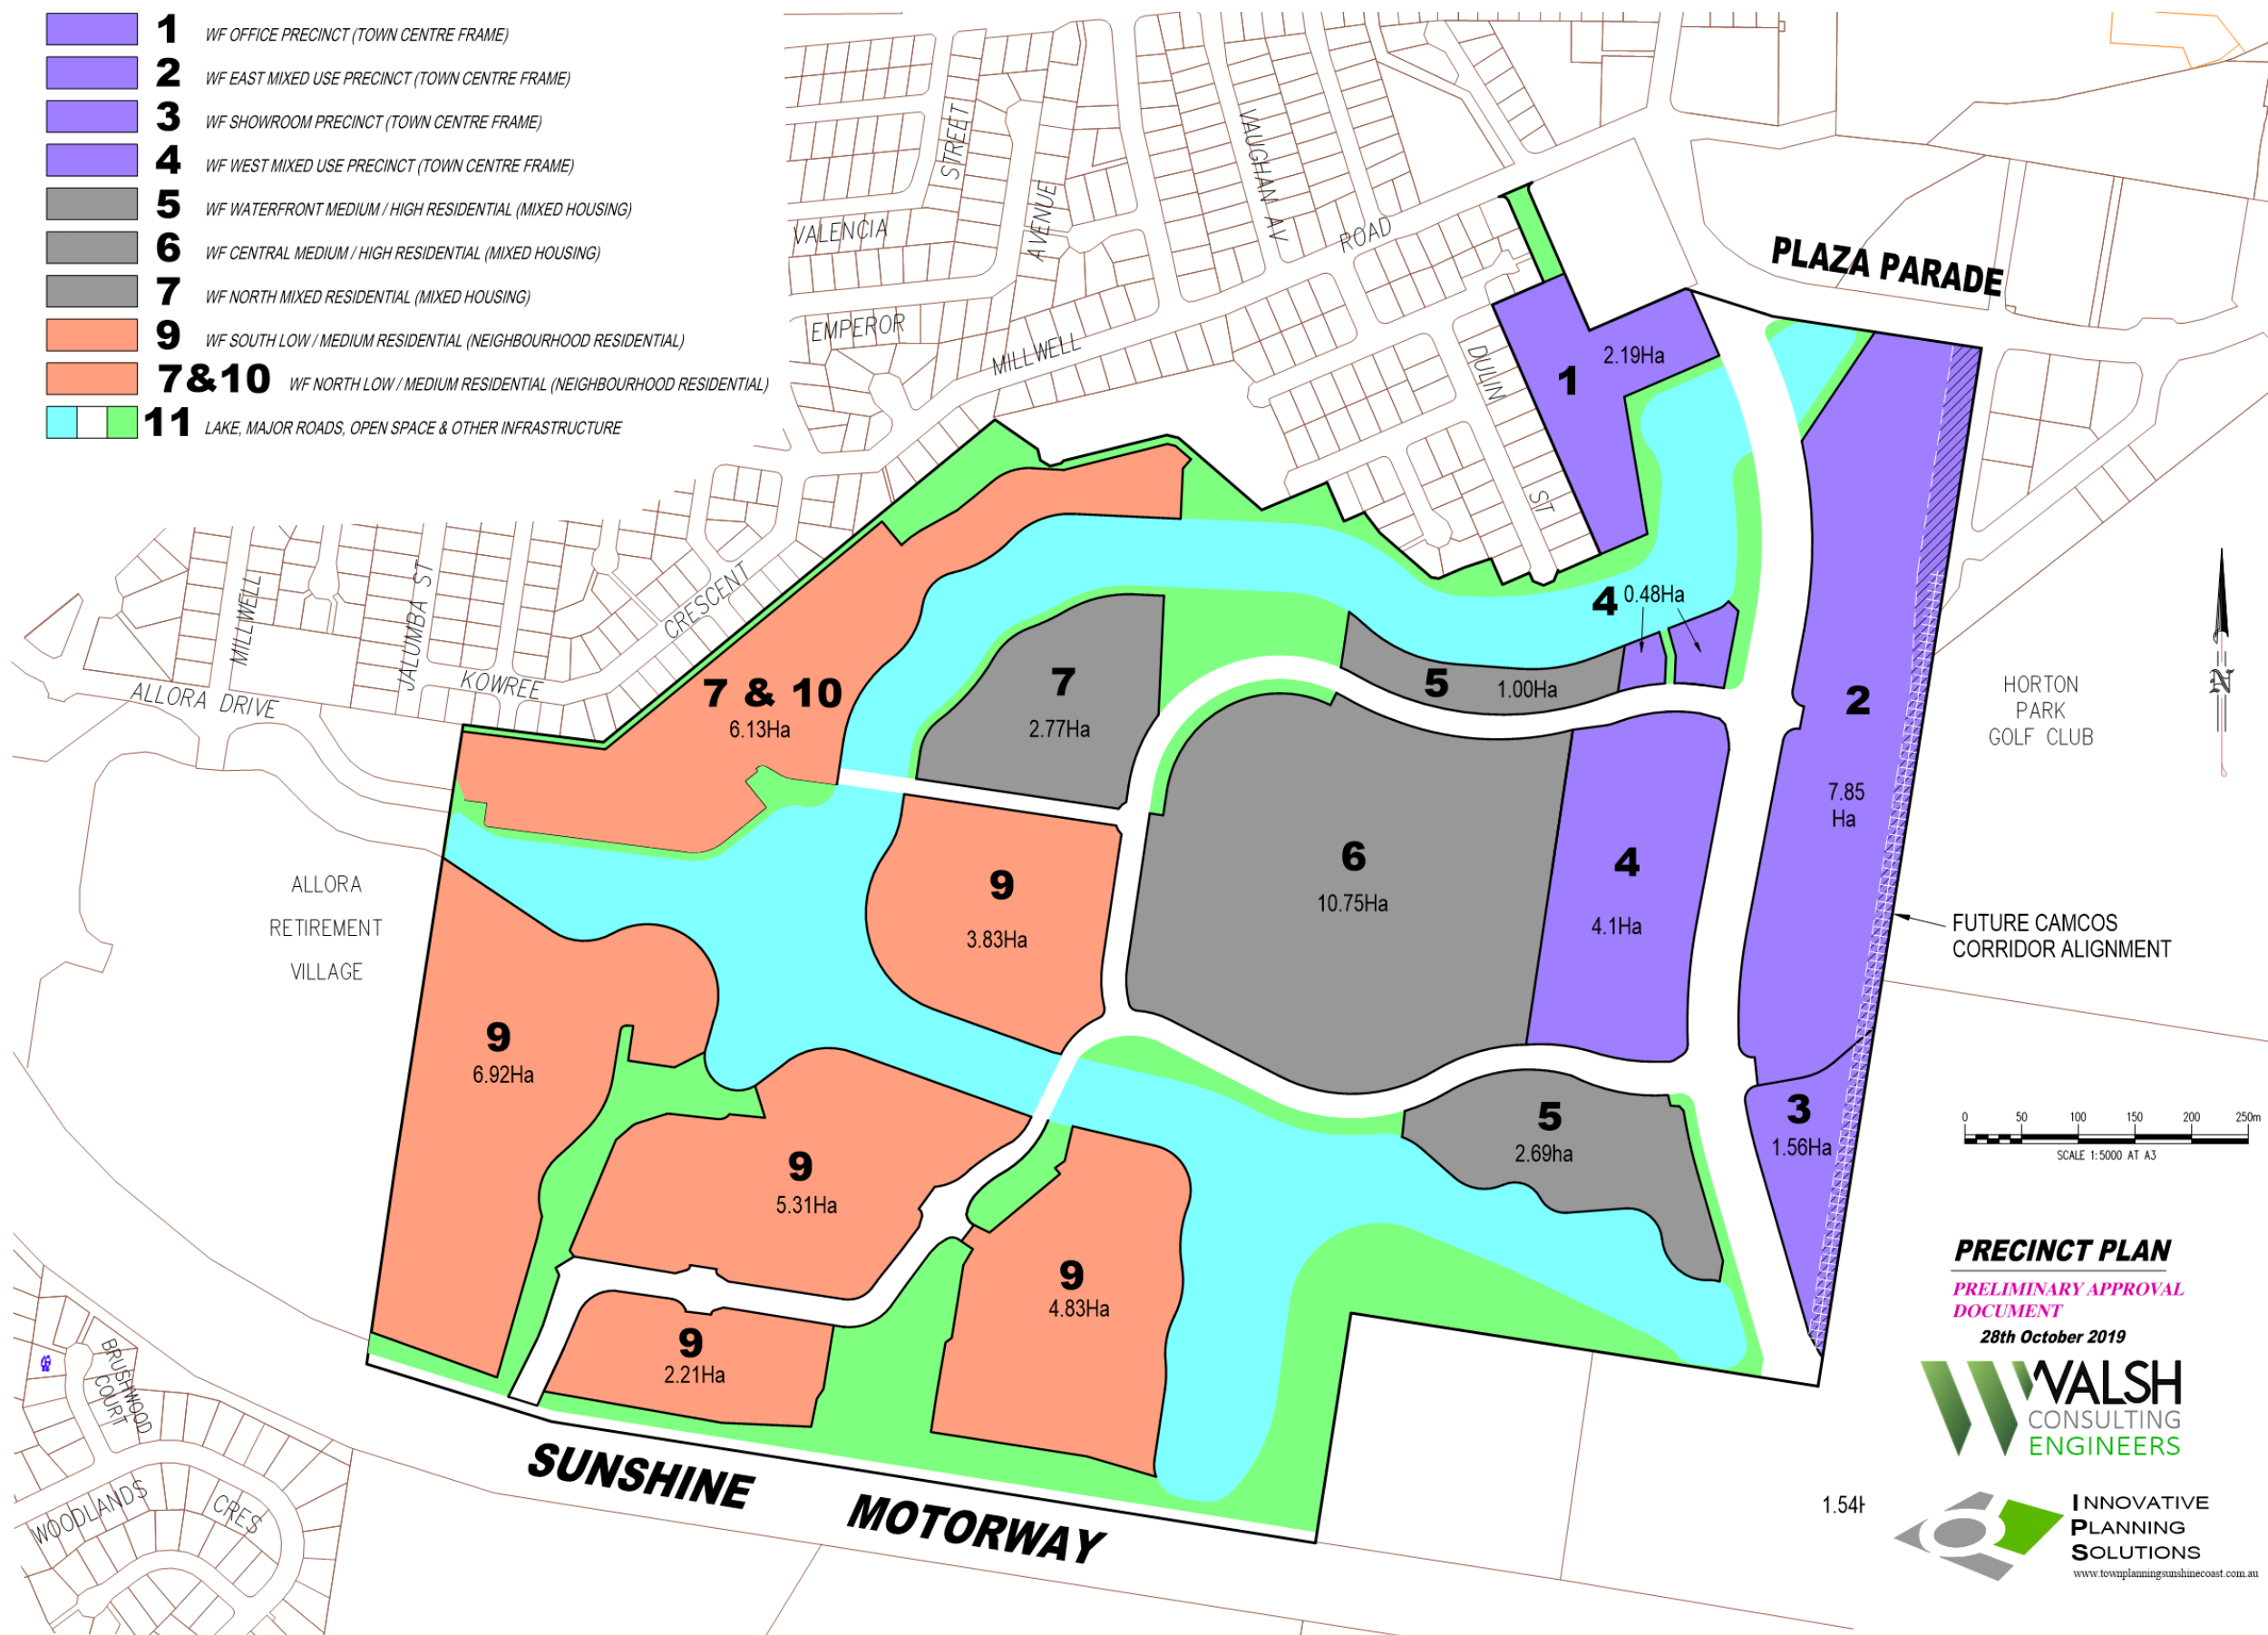 1 WF OFFICE PRECINCT (TOWN CENTRE FRAME)
2 WF EAST MIXED USE PRECINCT (TOWN CENTRE FRAME)
3 WF SHOWROOM PRECINCT (TOWN CENTRE FRAME)
4 WF WEST MIXED USE PRECINCT (TOWN CENTRE FRAME)
5 WF WATERFRONT MEDIUM / HIGH RESIDENTIAL (MIXED HOUSING)
6 WF CENTRAL MEDIUM / HIGH RESIDENTIAL (MIXED HOUSING)
7 WF NORTH MIXED RESIDENTIAL (MIXED HOUSING)
9 WF SOUTH LOW / MEDIUM RESIDENTIAL (NEIGHBOURHOOD RESIDENTIAL)
7&10 WF NORTH LOW / MEDIUM RESIDENTIAL (NEIGHBOURHOOD RESIDENTIAL)
11 LAKE, MAJOR ROADS, OPEN SPACE & OTHER INFRASTRUCTURE
STREET
VALENCIA
AVENUE
VAUGHAN AV
EMPEROR
MILLWELL
ROAD
DULIN
ST
PLAZA PARADE
1
2.19Ha
MILLWELL
JALUMBA ST
CRESCENT
KOWREE
ALLORA DRIVE
7 & 10
6.13Ha
7
2.77Ha
4
0.48Ha
5
1.00Ha
2
7.85
Ha
HORTON
PARK
GOLF CLUB
N
ALLORA
RETIREMENT
VILLAGE
9
3.83Ha
6
10.75Ha
4
4.1Ha
FUTURE CAMCOS
CORRIDOR ALIGNMENT
9
6.92Ha
9
5.31Ha
5
2.69ha
3
1.56Ha
0 50 100 150 200 250m
SCALE 1:5000 AT A3
9
4.83Ha
9
2.21Ha
BRUSHWOOD
COURT
WOODLANDS
CRES
SUNSHINE MOTORWAY
PRECINCT PLAN
PRELIMINARY APPROVAL
DOCUMENT
28th October 2019
WALSH
CONSULTING
ENGINEERS
1.54H
INNOVATIVE
PLANNING
SOLUTIONS
www.townplanningsunshinecoast.com.au